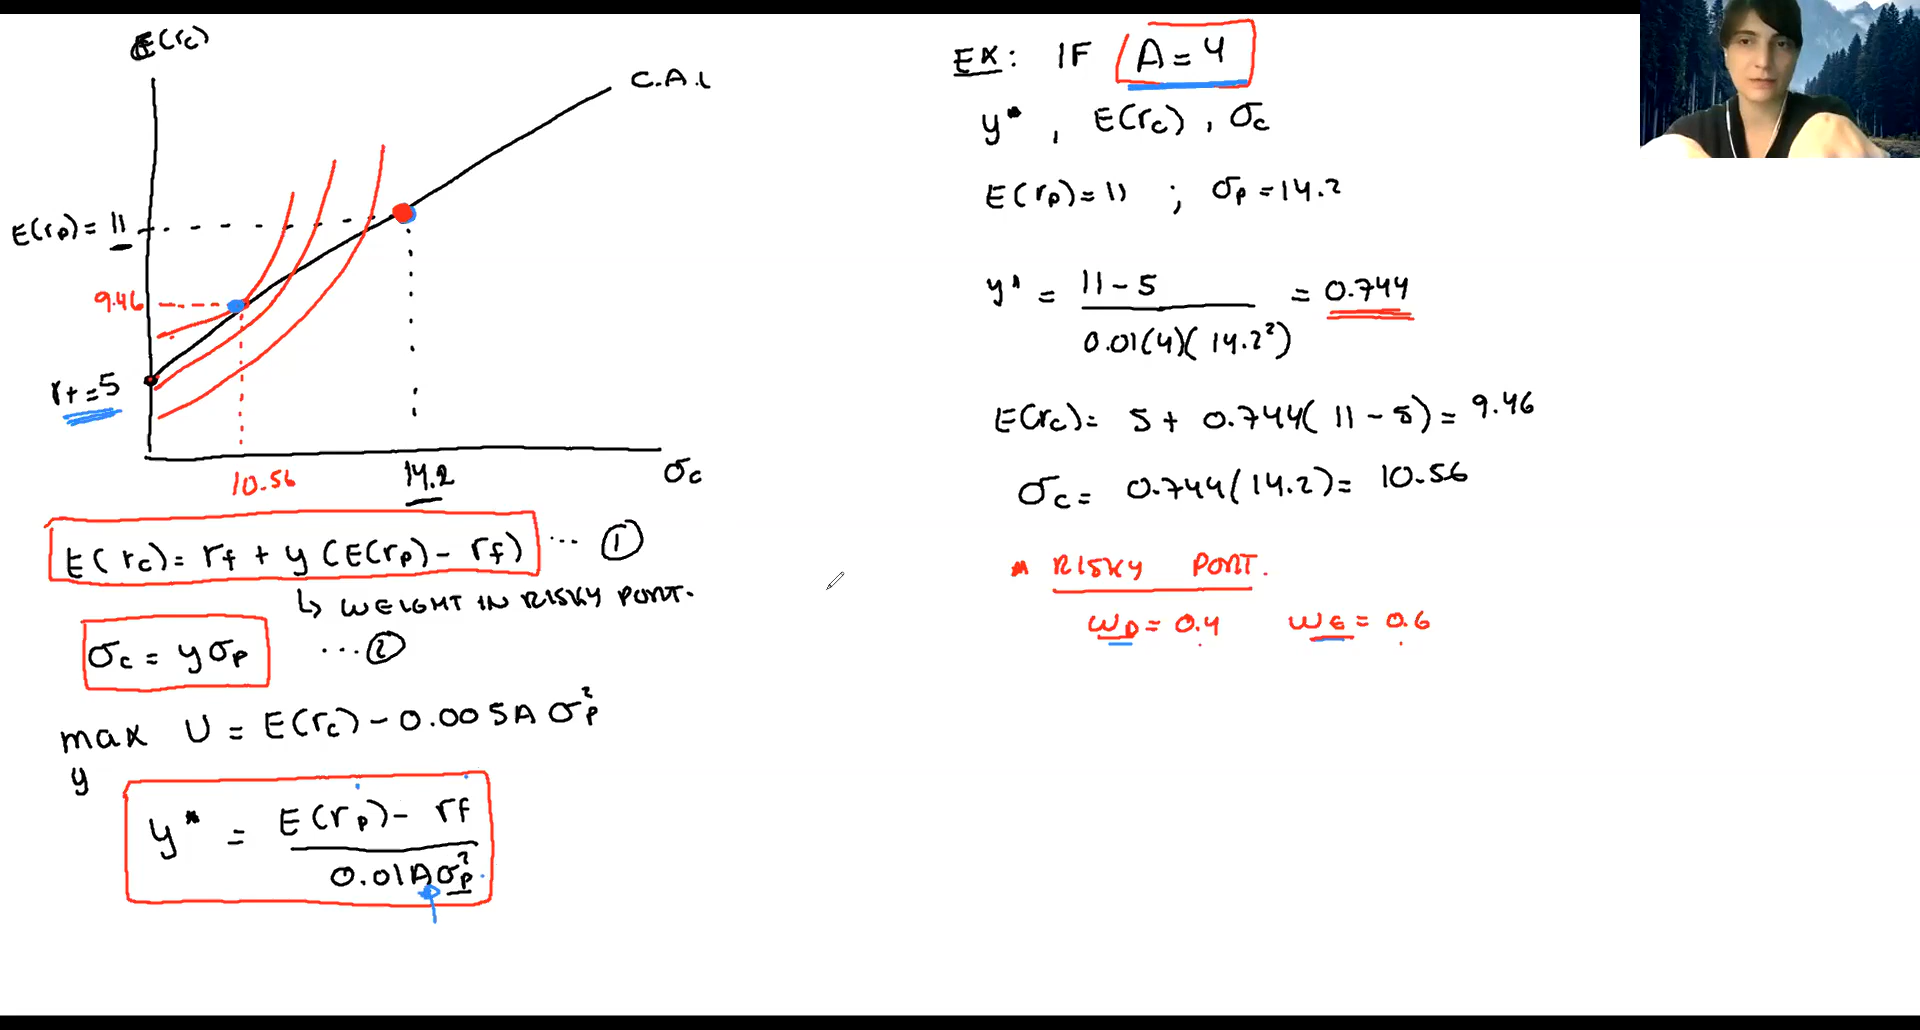 E(rc)
C.A.L
E(rp) = 11
9.46
rf = 5
10.56
14.2
σc
E(rc) = rf + y (E(rp) - rf) ... ①
↳ WEIGHT IN RISKY PORT.
σc = y σp ... ②
max U = E(rc) - 0.005A σp²
y
y* = E(rp) - rf
0.01Aσp²
EX: IF A = 4
y*, E(rc), σc
E(rp) = 11 ; σp = 14.2
y* = 11 - 5 = 0.744
0.01(4)(14.2²)
E(rc) = 5 + 0.744(11 - 5) = 9.46
σc = 0.744(14.2) = 10.56
* RISKY PORT.
wD = 0.4 wE = 0.6